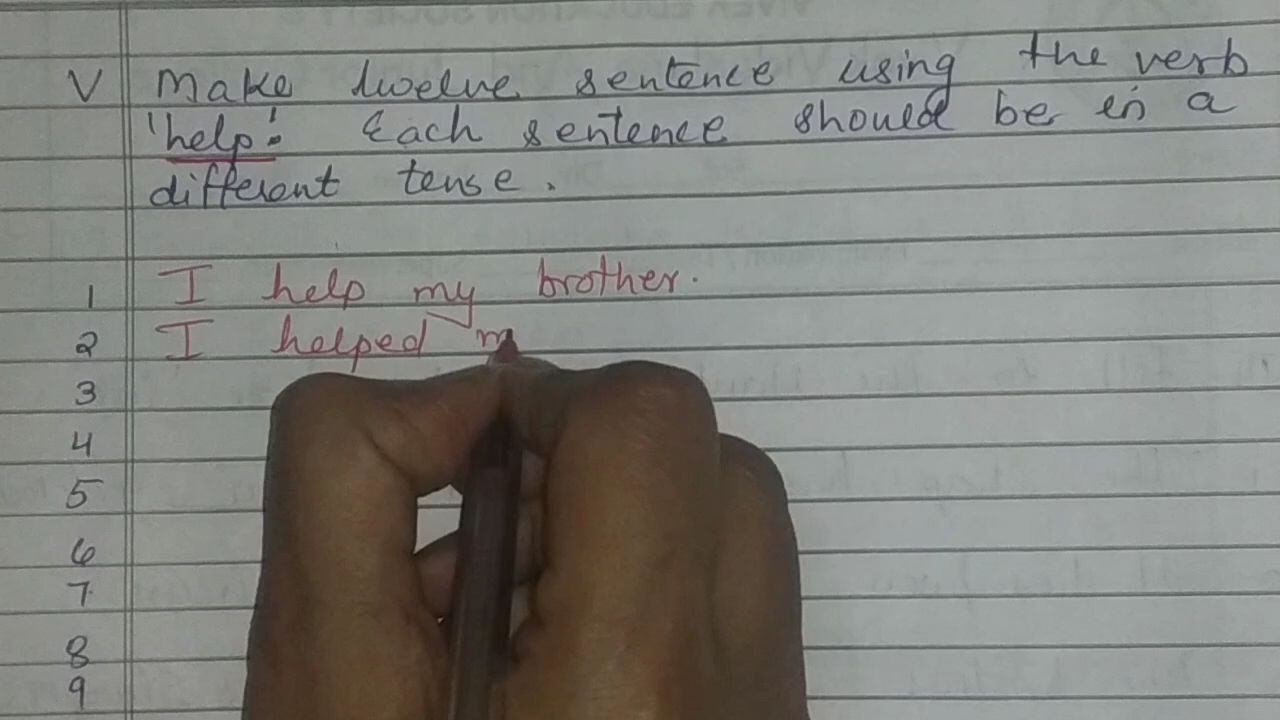 V Make twelve sentence using the verb
'help'. Each sentence should be in a
different tense.
1 I help my brother.
2 I helped m
3
4
5
6
7
8
9